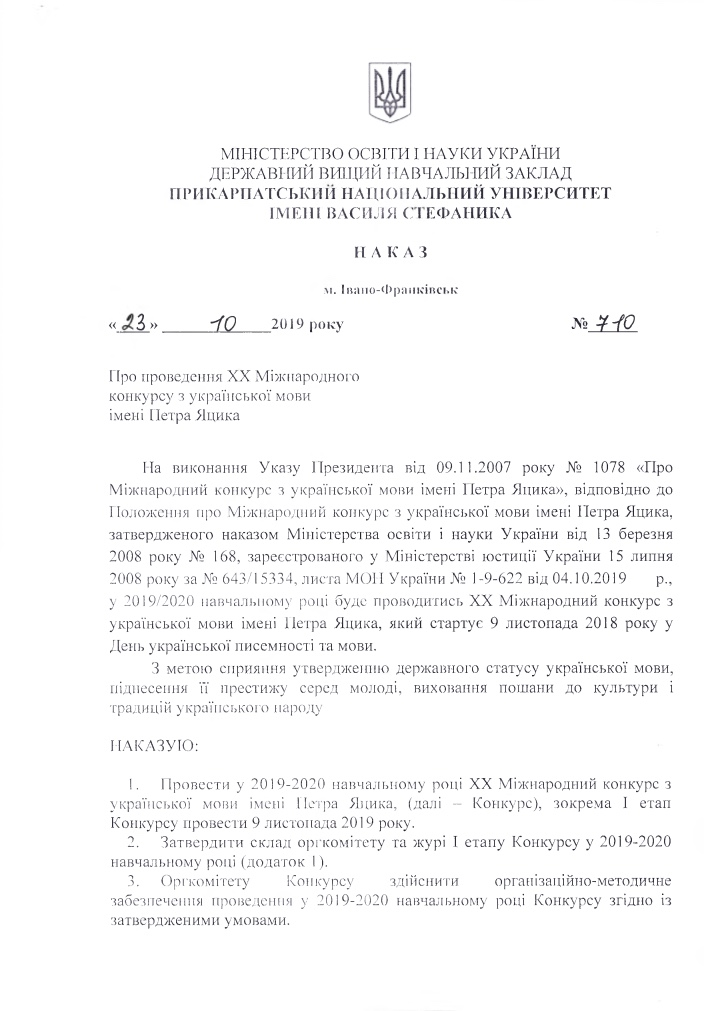 МІНІСТЕРСТВО ОСВІТИ І НАУКИ УКРАЇНИ
ДЕРЖАВНИЙ ВИЩИЙ НАВЧАЛЬНИЙ ЗАКЛАД
ПРИКАРПАТСЬКИЙ НАЦІОНАЛЬНИЙ УНІВЕРСИТЕТ
ІМЕНІ ВАСИЛЯ СТЕФАНИКА
Н А К А З
м. Івано-Франківськ
«23» 10 2019 року № 710
Про проведення ХХ Міжнародного
конкурсу з української мови
імені Петра Яцика
На виконання Указу Президента від 09.11.2007 року № 1078 «Про
Міжнародний конкурс з української мови імені Петра Яцика», відповідно до
Положення про Міжнародний конкурс з української мови імені Петра Яцика,
затвердженого наказом Міністерства освіти і науки України від 13 березня
2008 року № 168, зареєстрованого у Міністерстві юстиції України 15 липня
2008 року за № 643/15334, листа МОН України № 1-9-622 від 04.10.2019 р.,
у 2019/2020 навчальному році буде проводитись ХХ Міжнародний конкурс з
української мови імені Петра Яцика, який стартує 9 листопада 2018 року у
День української писемності та мови.
З метою сприяння утвердженню державного статусу української мови,
піднесення її престижу серед молоді, виховання пошани до культури і
традицій українського народу
НАКАЗУЮ:
1. Провести у 2019-2020 навчальному році ХХ Міжнародний конкурс з
української мови імені Петра Яцика, (далі – Конкурс), зокрема І етап
Конкурсу провести 9 листопада 2019 року.
2. Затвердити склад оргкомітету та журі І етапу Конкурсу у 2019-2020
навчальному році (додаток 1).
3. Оргкомітету Конкурсу здійснити організаційно-методичне
забезпечення проведення у 2019-2020 навчальному році Конкурсу згідно із
затвердженими умовами.